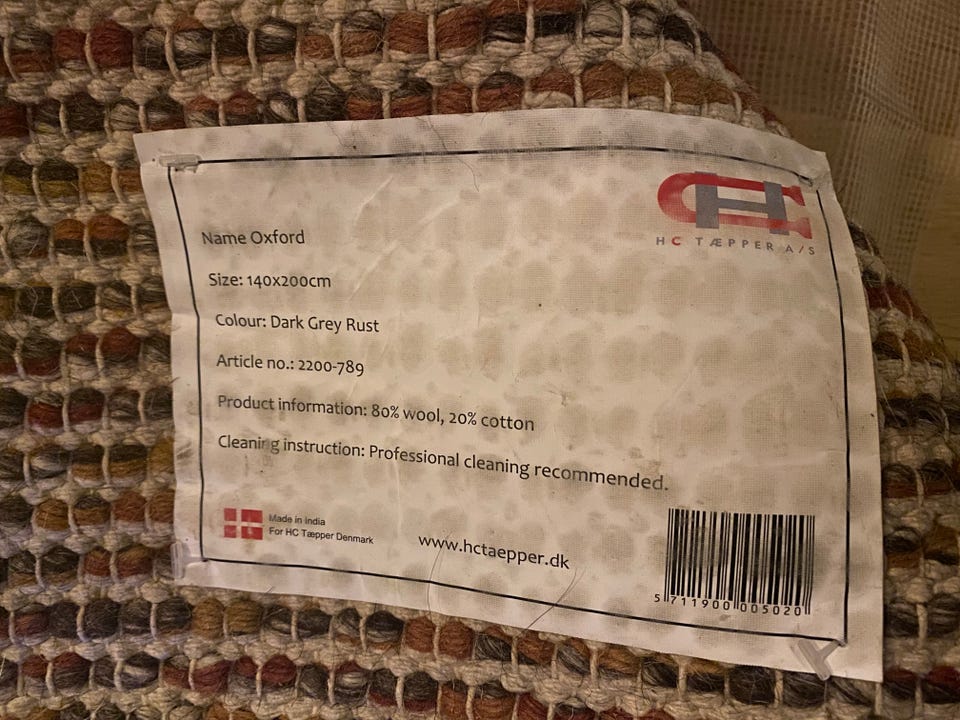 HC TÆPPER A/S
Name Oxford
Size: 140x200cm
Colour: Dark Grey Rust
Article no.: 2200-789
Product information: 80% wool, 20% cotton
Cleaning instruction: Professional cleaning recommended.
Made in India
For HC Tæpper Denmark
www.hctaepper.dk
5 711900 005020